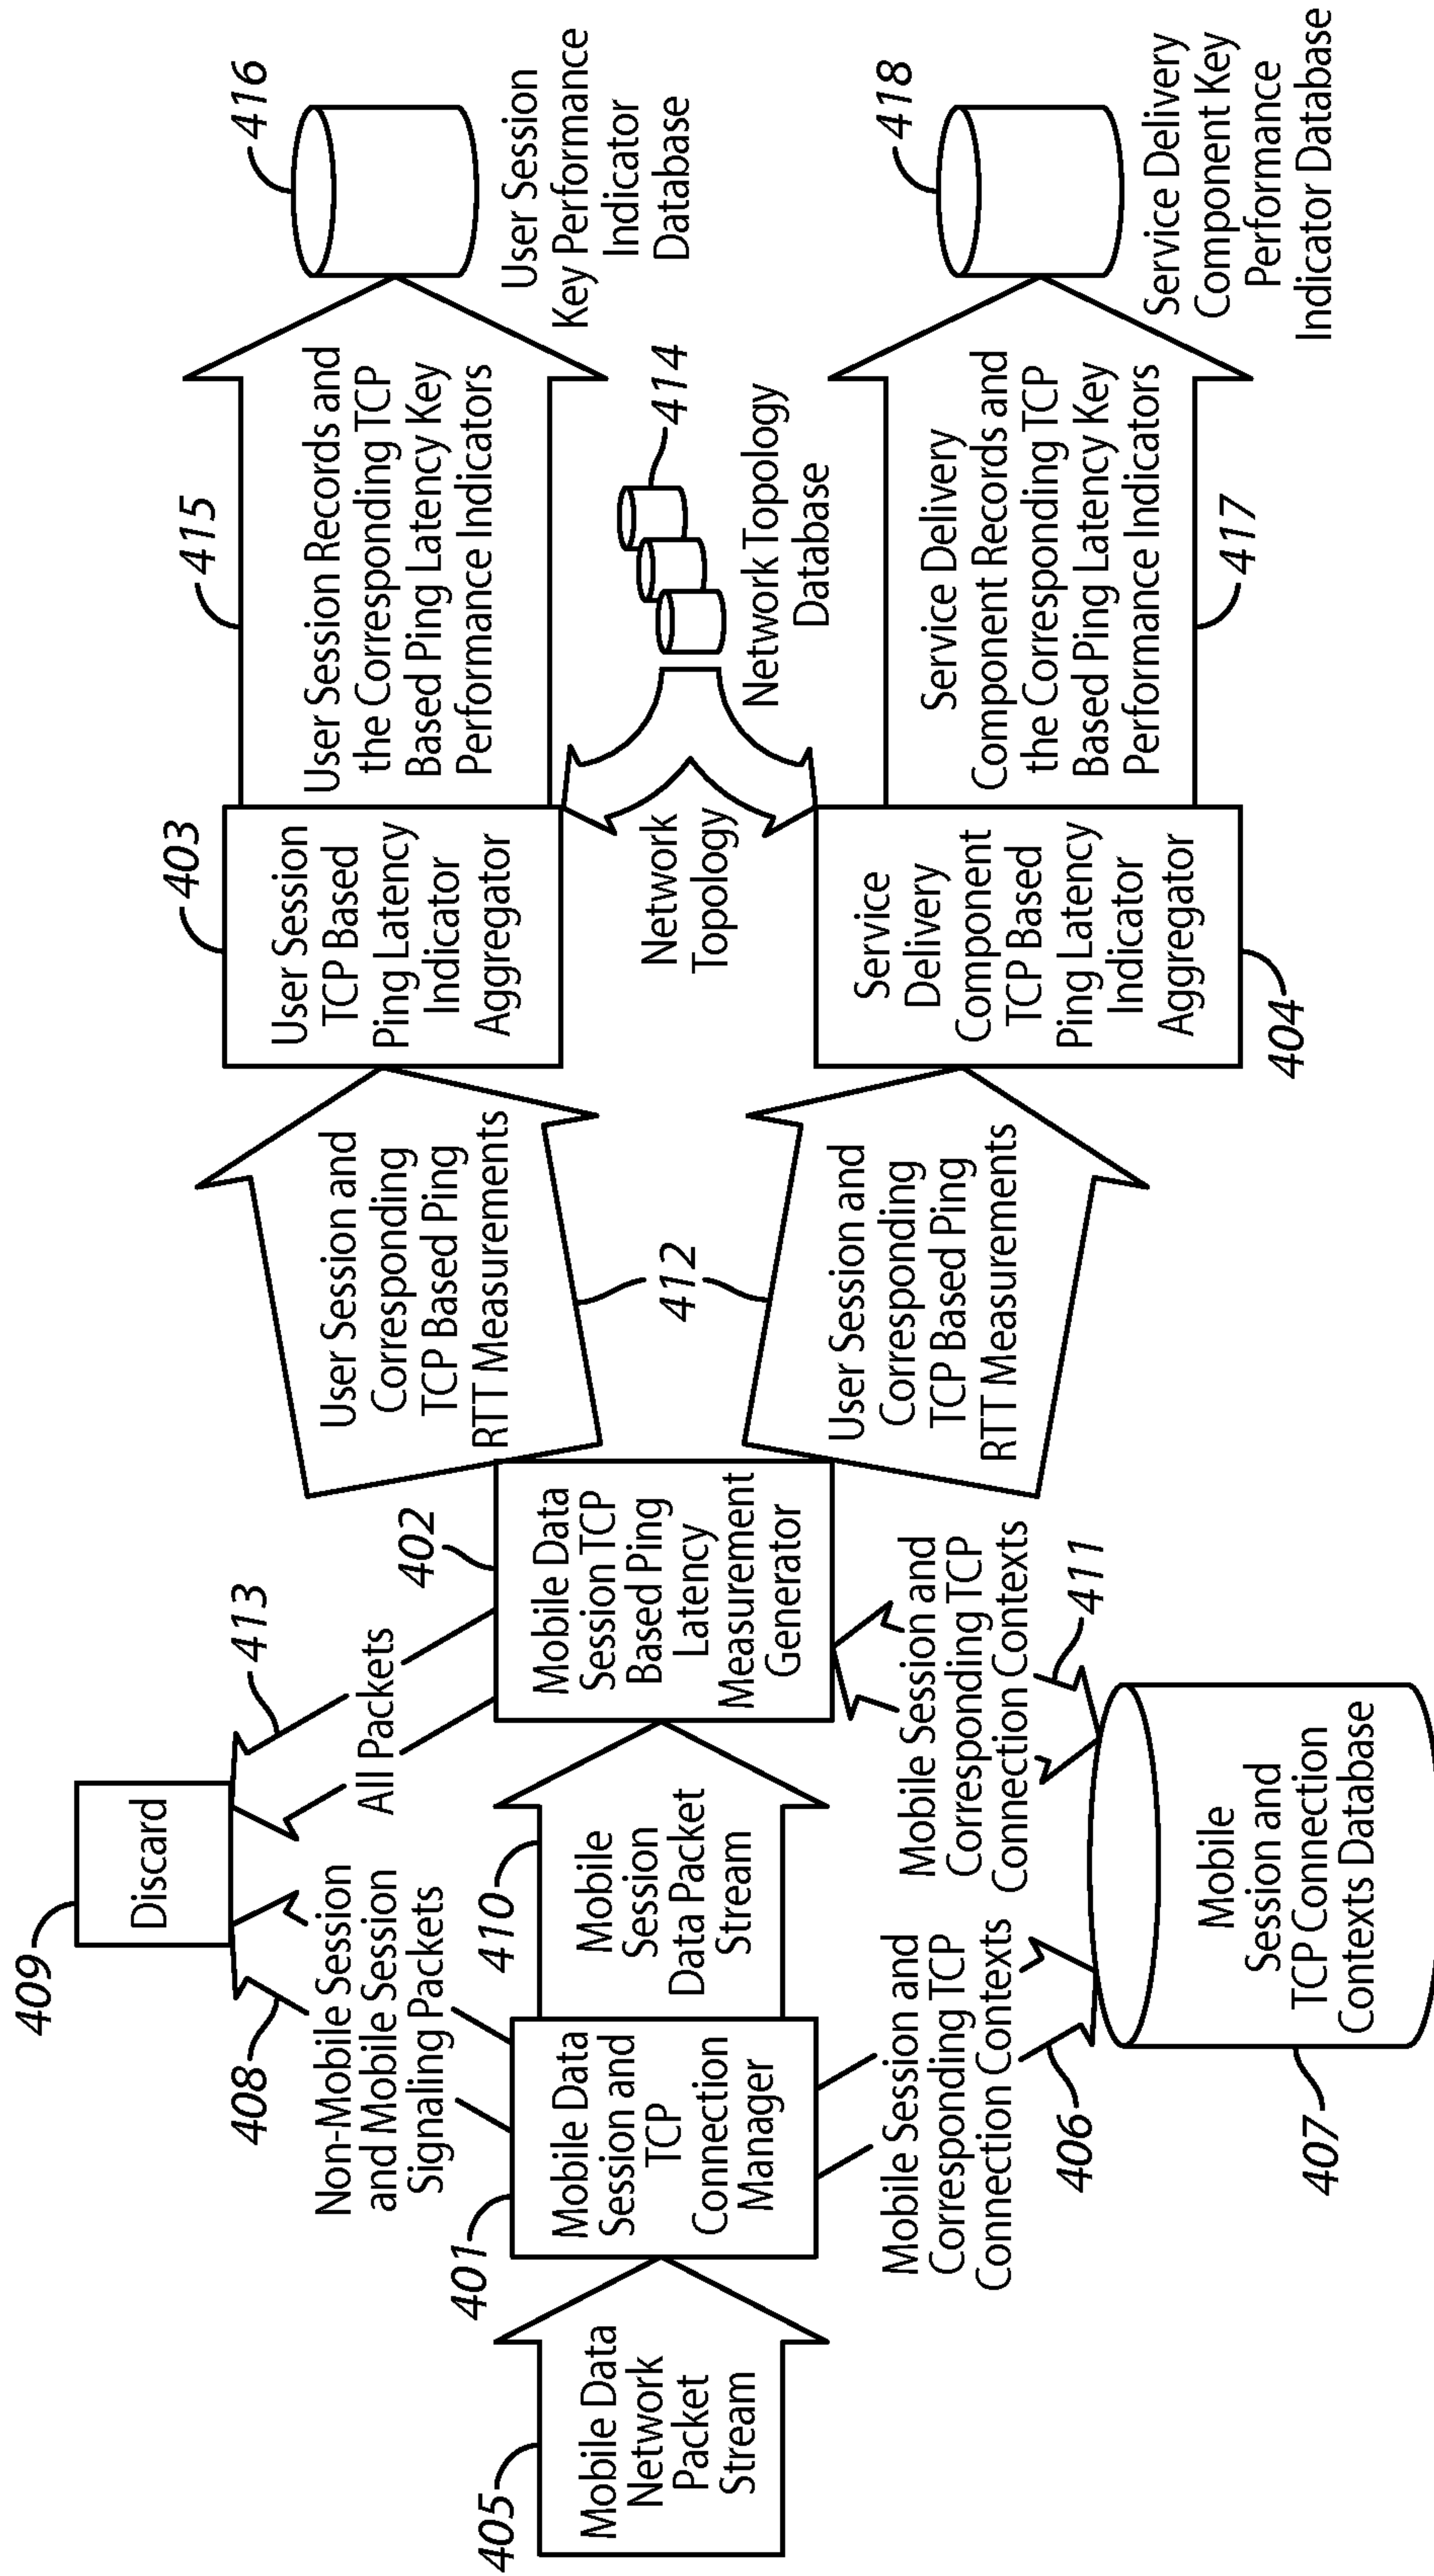 409
Discard
413
408
Non-Mobile Session
and Mobile Session
Signaling Packets
All Packets
405
Mobile Data
Network
Packet
Stream
401
Mobile Data
Session and
TCP
Connection
Manager
410
Mobile
Session
Data Packet
Stream
402
Mobile Data
Session TCP
Based Ping
Latency
Measurement
Generator
Mobile Session and
Corresponding TCP
Connection Contexts
406
Mobile Session and
Corresponding TCP
Connection Contexts
411
407
Mobile
Session and
TCP Connection
Contexts Database
User Session and
Corresponding
TCP Based Ping
RTT Measurements
412
User Session and
Corresponding
TCP Based Ping
RTT Measurements
403
User Session
TCP Based
Ping Latency
Indicator
Aggregator
Network
Topology
Service
Delivery
Component
TCP Based
Ping Latency
Indicator
Aggregator
404
415
User Session Records and
the Corresponding TCP
Based Ping Latency Key
Performance Indicators
414
Network Topology
Database
Service Delivery
Component Records and
the Corresponding TCP
Based Ping Latency Key
Performance Indicators
417
416
User Session
Key Performance
Indicator
Database
418
Service Delivery
Component Key
Performance
Indicator Database